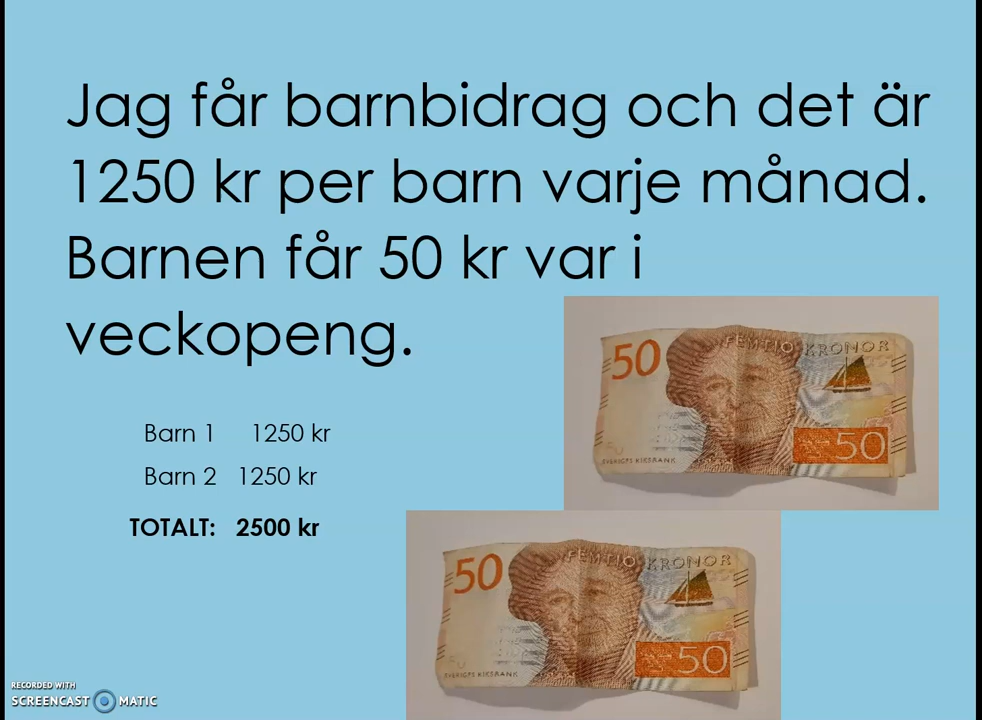 Jag får barnbidrag och det är
1250 kr per barn varje månad.
Barnen får 50 kr var i
veckopeng.
50 FEMTIO KRONOR
50
SVERIGES RIKSBANK
Barn 1 1250 kr
Barn 2 1250 kr
TOTALT: 2500 kr
50 FEMTIO KRONOR
50
SVERIGES RIKSBANK
RECORDED WITH
SCREENCAST MATIC